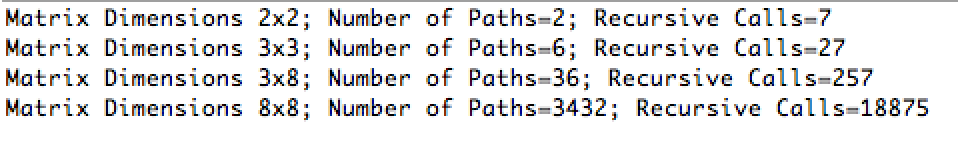 Matrix Dimensions 2x2; Number of Paths=2; Recursive Calls=7
Matrix Dimensions 3x3; Number of Paths=6; Recursive Calls=27
Matrix Dimensions 3x8; Number of Paths=36; Recursive Calls=257
Matrix Dimensions 8x8; Number of Paths=3432; Recursive Calls=18875